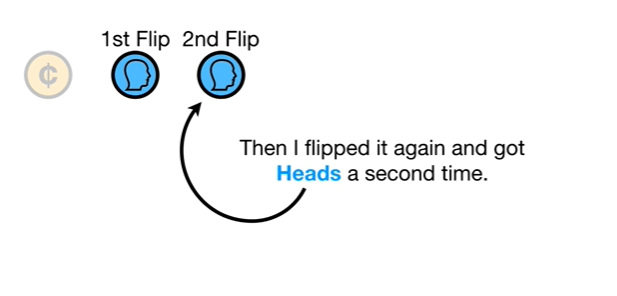 1st Flip 2nd Flip
¢
Then I flipped it again and got
Heads a second time.